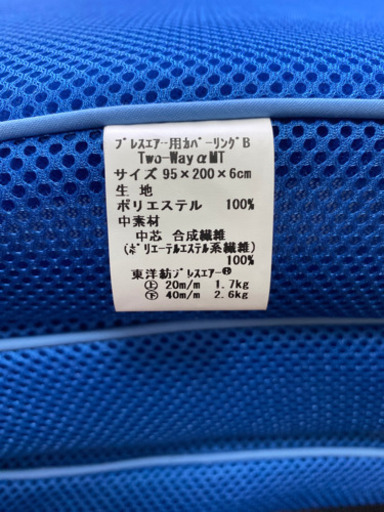 ブレスエアー用カバーリングB
Two-WayαMT
サイズ 95×200×6cm
生 地
ポリエステル 100%
中素材
中芯 合成繊維
(ポリエーテルエステル系繊維)
100%
東洋紡ブレスエアー®
㊤ 20m/m 1.7kg
㊦ 40m/m 2.6kg